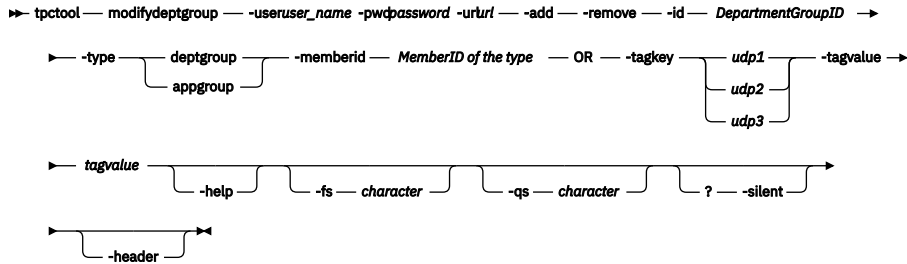 tpctool modifydeptgroup -useruser_name -pwdpassword -urlurl -add -remove -id DepartmentGroupID
-type deptgroup -memberid MemberID of the type OR -tagkey udp1 -tagvalue
appgroup udp2
udp3
tagvalue
-help -fs character -qs character ? -silent
-header